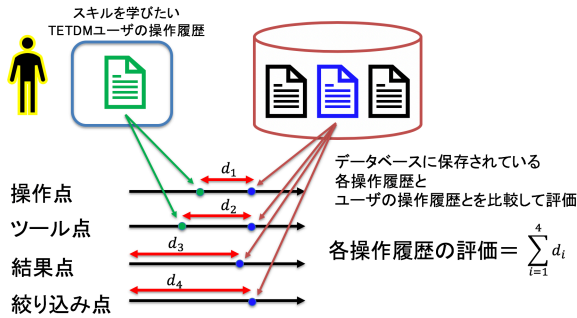 スキルを学びたい
TETDMユーザの操作履歴
d₁
操作点
d₂
ツール点
d₃
結果点
d₄
絞り込み点
データベースに保存されている
各操作履歴と
ユーザの操作履歴とを比較して評価
各操作履歴の評価＝ ∑_{i=1}^{4} d_i